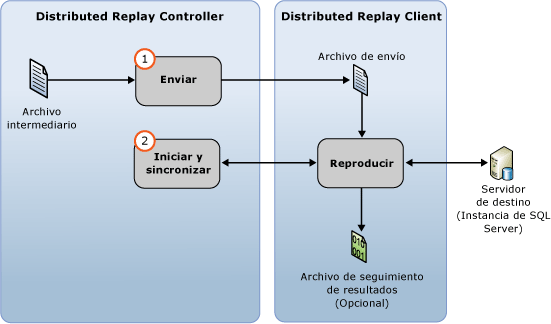 Distributed Replay Controller
Distributed Replay Client
1
Enviar
Archivo de envío
Archivo
intermediario
2
Iniciar y
sincronizar
Reproducir
Servidor
de destino
(Instancia de SQL
Server)
010
001
Archivo de seguimiento
de resultados
(Opcional)